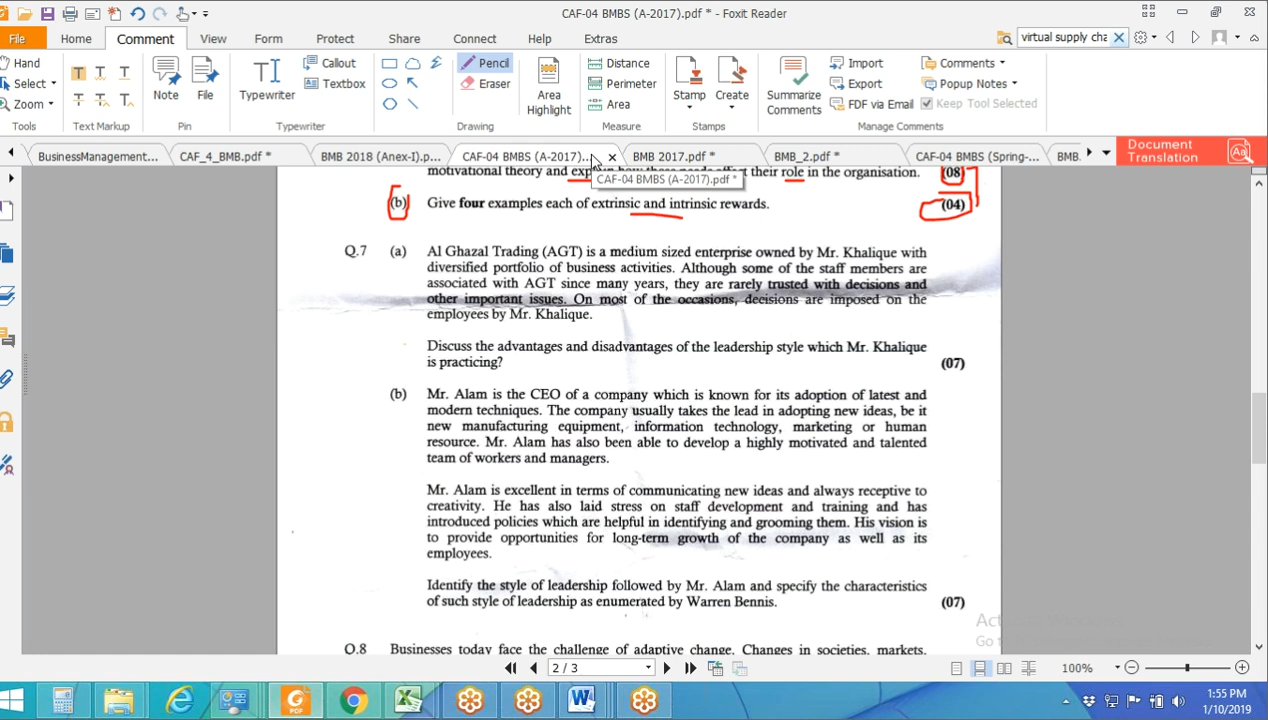 CAF-04 BMBS (A-2017).pdf * - Foxit Reader
File Home Comment View Form Protect Share Connect Help Extras
virtual supply cha
Hand
Select
Zoom
Tools
Text Markup
Note
File
Pin
Typewriter
Callout
Textbox
Typewriter
Pencil
Eraser
Area
Highlight
Drawing
Distance
Perimeter
Area
Measure
Stamp
Create
Stamps
Summarize
Comments
Import
Export
FDF via Email
Comments
Popup Notes
Keep Tool Selected
Manage Comments
BusinessManagement...
CAF_4_BMB.pdf *
BMB 2018 (Anex-I).p...
CAF-04 BMBS (A-2017)...
BMB 2017.pdf *
BMB_2.pdf *
CAF-04 BMBS (Spring-...
BMB.
Document
Translation
motivational theory and their role in the organisation. (08)
CAF-04 BMBS (A-2017).pdf *
(b) Give four examples each of extrinsic and intrinsic rewards. (04)
Q.7 (a) Al Ghazal Trading (AGT) is a medium sized enterprise owned by Mr. Khalique with
diversified portfolio of business activities. Although some of the staff members are
associated with AGT since many years, they are rarely trusted with decisions and
other important issues. On most of the occasions, decisions are imposed on the
employees by Mr. Khalique.
Discuss the advantages and disadvantages of the leadership style which Mr. Khalique
is practicing? (07)
(b) Mr. Alam is the CEO of a company which is known for its adoption of latest and
modern techniques. The company usually takes the lead in adopting new ideas, be it
new manufacturing equipment, information technology, marketing or human
resource. Mr. Alam has also been able to develop a highly motivated and talented
team of workers and managers.
Mr. Alam is excellent in terms of communicating new ideas and always receptive to
creativity. He has also laid stress on staff development and training and has
introduced policies which are helpful in identifying and grooming them. His vision is
to provide opportunities for long-term growth of the company as well as its
employees.
Identify the style of leadership followed by Mr. Alam and specify the characteristics
of such style of leadership as enumerated by Warren Bennis. (07)
Q.8 Businesses today face the challenge of adaptive change. Changes in societies, markets,
2 / 3
100%
1:55 PM
1/10/2019